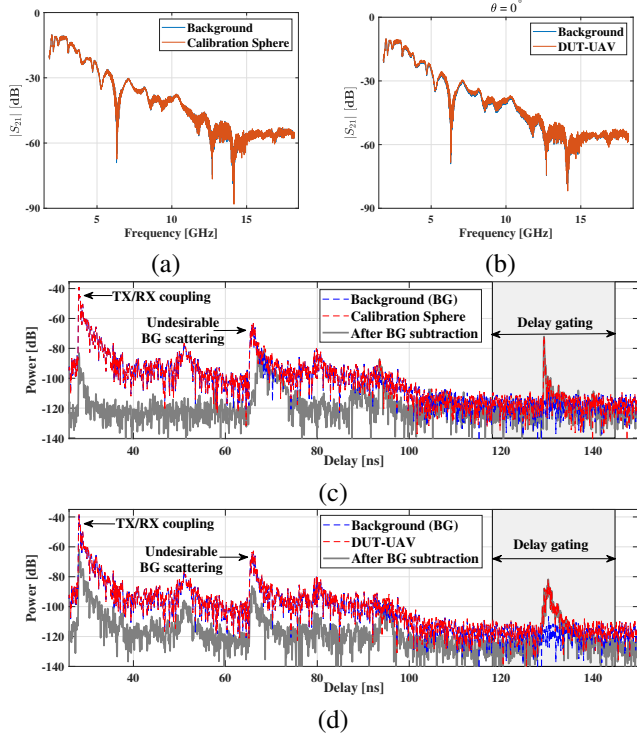 θ = 0°
0
Background
Calibration Sphere
-30
|S21| [dB]
-60
-90
5
10
15
Frequency [GHz]
(a)
0
Background
DUT-UAV
-30
|S21| [dB]
-60
-90
5
10
15
Frequency [GHz]
(b)
-40
TX/RX coupling
Undesirable
BG scattering
Background (BG)
Calibration Sphere
After BG subtraction
Delay gating
-60
-80
-100
-120
-140
Power [dB]
40
60
80
100
120
140
Delay [ns]
(c)
-40
TX/RX coupling
Undesirable
BG scattering
Background (BG)
DUT-UAV
After BG subtraction
Delay gating
-60
-80
-100
-120
-140
Power [dB]
40
60
80
100
120
140
Delay [ns]
(d)